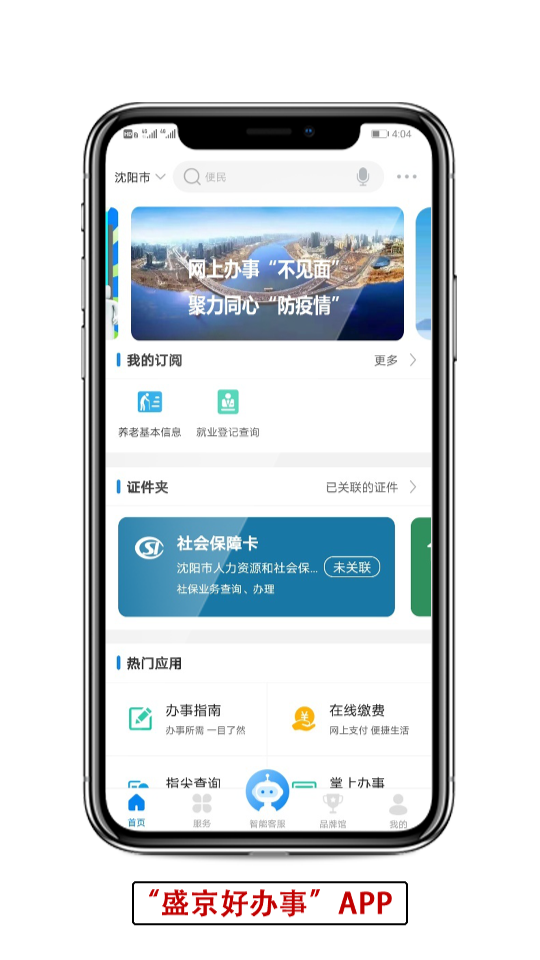 HD 4G 4G 4:04
沈阳市 便民
网上办事“不见面”
聚力同心“防疫情”
我的订阅 更多
养老基本信息 就业登记查询
证件夹 已关联的证件
社会保障卡
沈阳市人力资源和社会保... 未关联
社保业务查询、办理
热门应用
办事指南 在线缴费
办事所需 一目了然 网上支付 便捷生活
指尖查询 掌上办事
首页 服务 智能客服 品牌馆 我的
“盛京好办事” APP